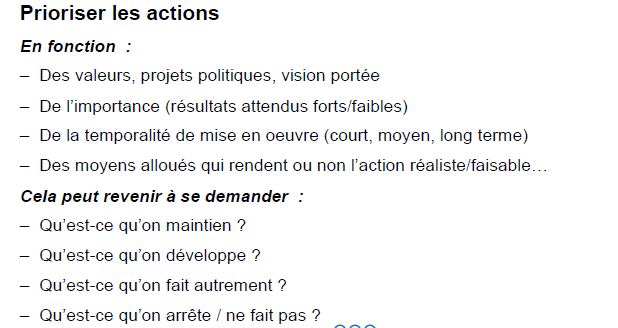 Prioriser les actions
En fonction :
– Des valeurs, projets politiques, vision portée
– De l’importance (résultats attendus forts/faibles)
– De la temporalité de mise en oeuvre (court, moyen, long terme)
– Des moyens alloués qui rendent ou non l’action réaliste/faisable…
Cela peut revenir à se demander :
– Qu’est-ce qu’on maintien ?
– Qu’est-ce qu’on développe ?
– Qu’est-ce qu’on fait autrement ?
– Qu’est-ce qu’on arrête / ne fait pas ?